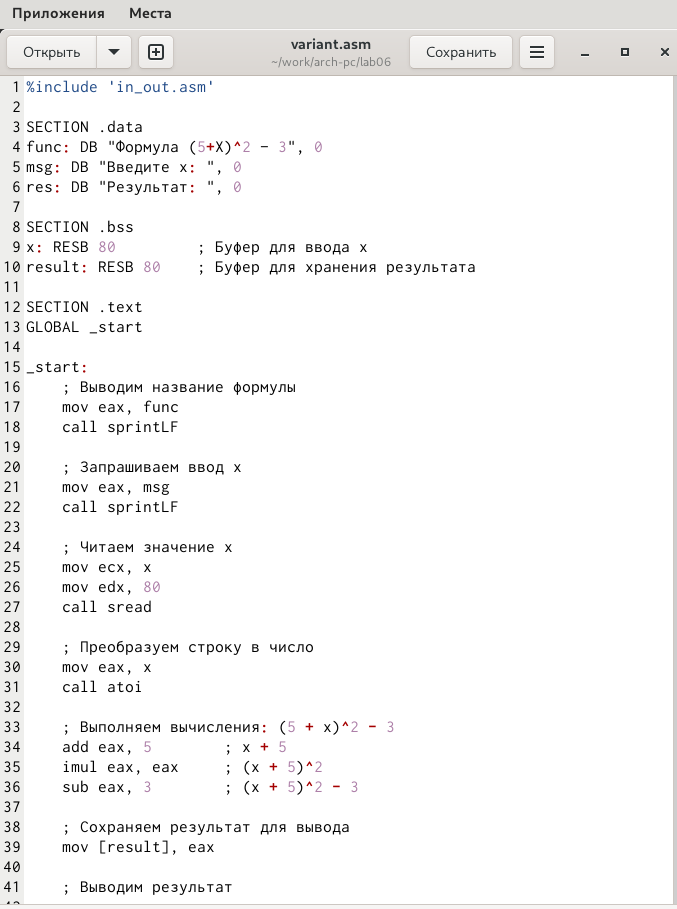 Приложения Места
Открыть variant.asm Сохранить
~/work/arch-pc/lab06
1 %include 'in_out.asm'
2
3 SECTION .data
4 func: DB "Формула (5+X)^2 - 3", 0
5 msg: DB "Введите x: ", 0
6 res: DB "Результат: ", 0
7
8 SECTION .bss
9 x: RESB 80 ; Буфер для ввода x
10 result: RESB 80 ; Буфер для хранения результата
11
12 SECTION .text
13 GLOBAL _start
14
15 _start:
16 ; Выводим название формулы
17 mov eax, func
18 call sprintLF
19
20 ; Запрашиваем ввод x
21 mov eax, msg
22 call sprintLF
23
24 ; Читаем значение x
25 mov ecx, x
26 mov edx, 80
27 call sread
28
29 ; Преобразуем строку в число
30 mov eax, x
31 call atoi
32
33 ; Выполняем вычисления: (5 + x)^2 - 3
34 add eax, 5 ; x + 5
35 imul eax, eax ; (x + 5)^2
36 sub eax, 3 ; (x + 5)^2 - 3
37
38 ; Сохраняем результат для вывода
39 mov [result], eax
40
41 ; Выводим результат